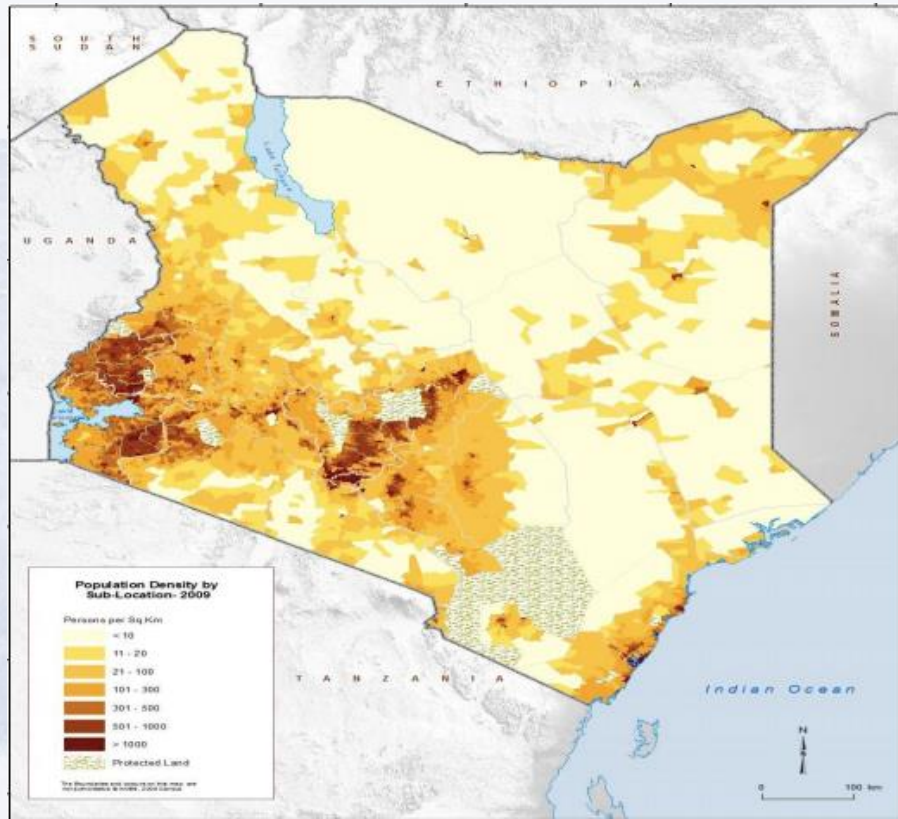 SOUTH
SUDAN
ETHIOPIA
Lake
UGANDA
SOMALIA
Population Density by
Sub-Location- 2009
Persons per Sq Km
< 10
11 - 20
21 - 100
101 - 300
301 - 500
501 - 1000
> 1000
Protected Land
TANZANIA
Indian Ocean
N
0 100 km